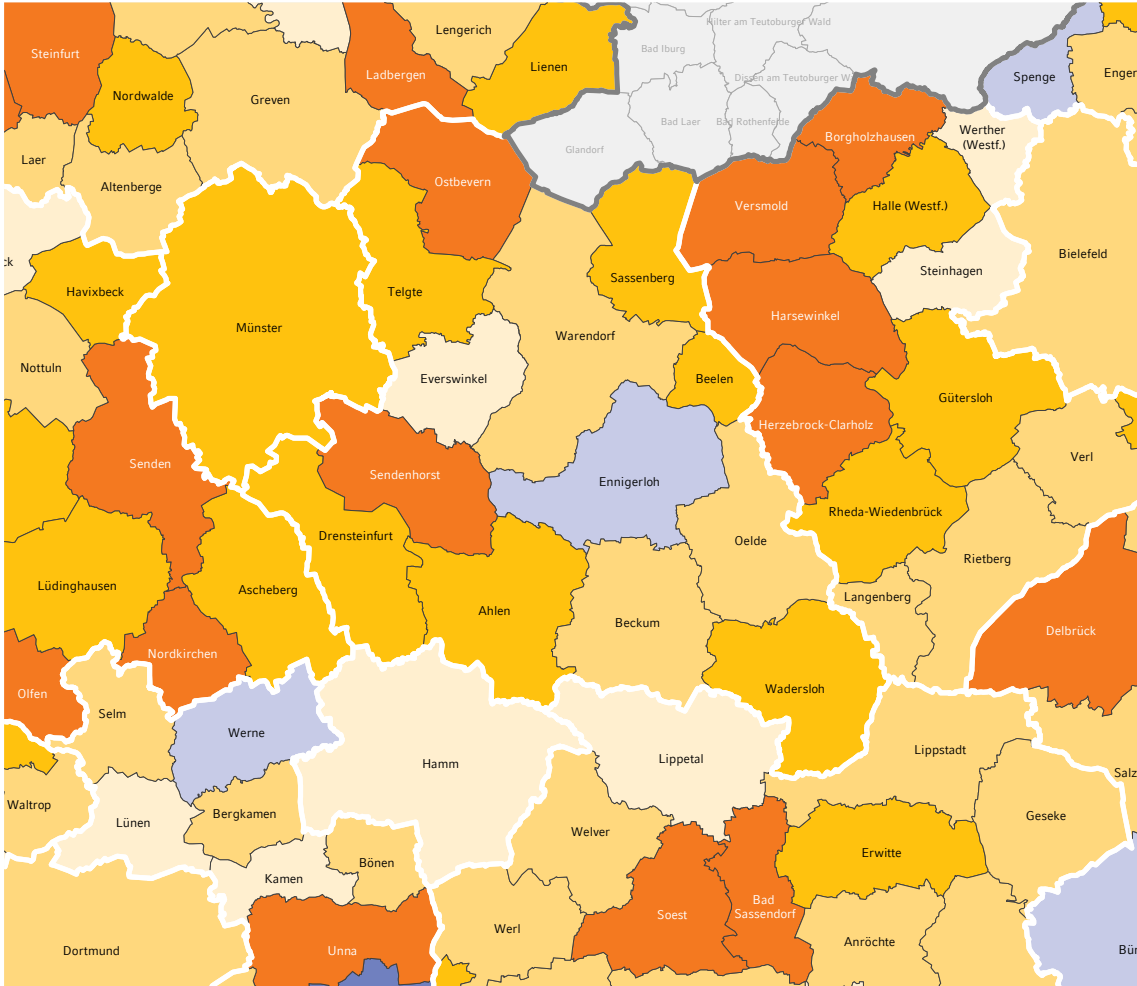 Hilter am Teutoburger Wald
Lengerich
Bad Iburg
Steinfurt
Ladbergen
Lienen
Dissen am Teutoburger W
Spenge
Enger
Nordwalde
Greven
Bad Laer
Bad Rothenfelde
Borgholzhausen
Werther
(Westf.)
Laer
Glandorf
Altenberge
Ostbevern
Versmold
Halle (Westf.)
Bielefeld
ck
Steinhagen
Havixbeck
Telgte
Sassenberg
Münster
Warendorf
Harsewinkel
Nottuln
Everswinkel
Beelen
Gütersloh
Herzebrock-Clarholz
Senden
Sendenhorst
Ennigerloh
Verl
Rheda-Wiedenbrück
Drensteinfurt
Oelde
Rietberg
Lüdinghausen
Ascheberg
Langenberg
Ahlen
Beckum
Delbrück
Nordkirchen
Olfen
Wadersloh
Selm
Werne
Lippstadt
Hamm
Lippetal
Salz
Waltrop
Bergkamen
Geseke
Lünen
Welver
Erwitte
Bönen
Kamen
Bad
Sassendorf
Soest
Werl
Anröchte
Dortmund
Unna
Bür